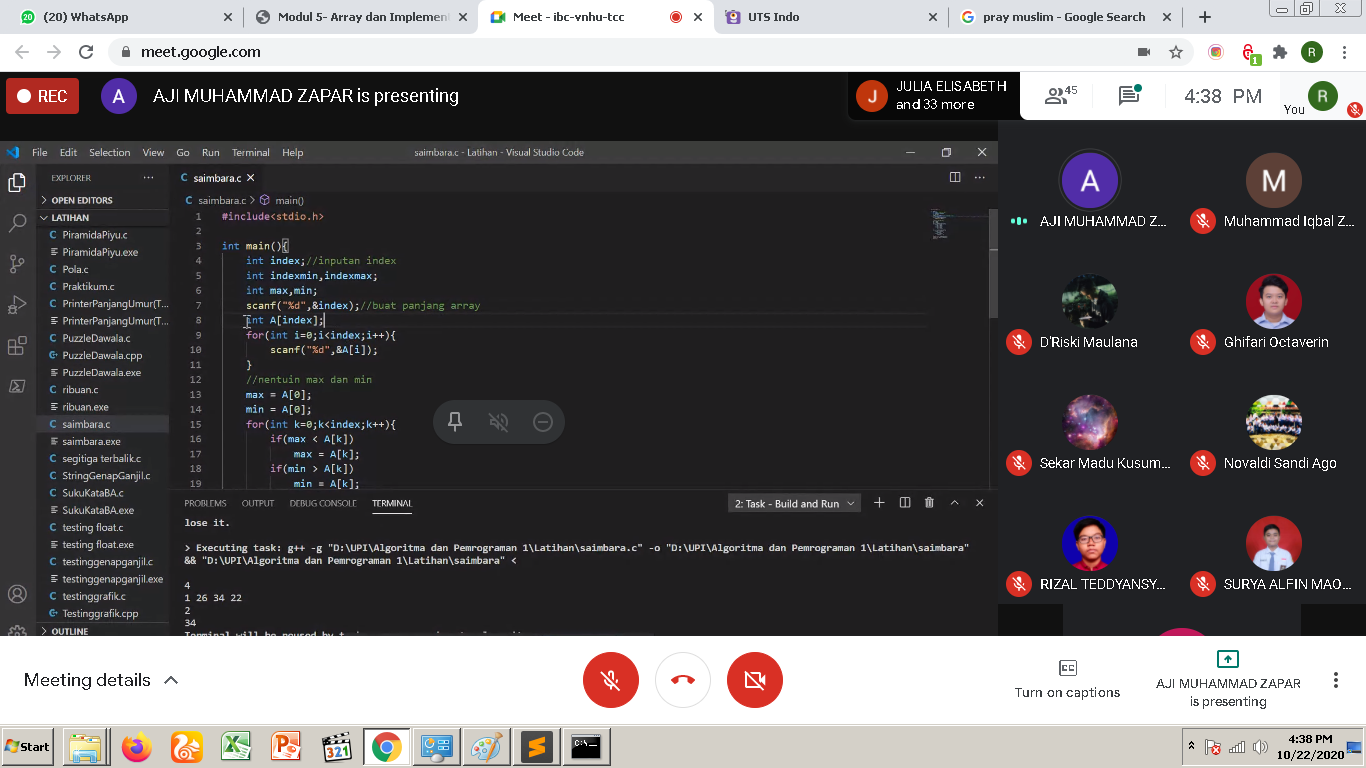 (20) WhatsApp
Modul 5- Array dan Implemen
Meet - ibc-vnhu-tcc
UTS Indo
pray muslim - Google Search
meet.google.com
1
R
REC
A
AJI MUHAMMAD ZAPAR is presenting
J
JULIA ELISABETH
and 33 more
45
4:38 PM
You
R
File Edit Selection View Go Run Terminal Help
saimbara.c - Latihan - Visual Studio Code
EXPLORER
OPEN EDITORS
LATIHAN
PiramidaPiyu.c
PiramidaPiyu.exe
Pola.c
Praktikum.c
PrinterPanjangUmur(T...
PrinterPanjangUmur(T...
PuzzleDawala.c
PuzzleDawala.cpp
PuzzleDawala.exe
ribuan.c
ribuan.exe
saimbara.c
saimbara.exe
segitiga terbalik.c
StringGenapGanjil.c
SukuKataBA.c
SukuKataBA.exe
testing float.c
testing float.exe
testinggenapganjil.c
testinggenapganjil.exe
testinggrafik.c
Testinggrafik.cpp
OUTLINE
C saimbara.c
C saimbara.c > main()
1 #include<stdio.h>
2
3 int main(){
4 int index;//inputan index
5 int indexmin,indexmax;
6 int max,min;
7 scanf("%d",&index);//buat panjang array
8 int A[index];
9 for(int i=0;i<index;i++){
10 scanf("%d",&A[i]);
11 }
12 //nentuin max dan min
13 max = A[0];
14 min = A[0];
15 for(int k=0;k<index;k++){
16 if(max < A[k])
17 max = A[k];
18 if(min > A[k])
19 min = A[k];
PROBLEMS OUTPUT DEBUG CONSOLE TERMINAL
2: Task - Build and Run
lose it.
> Executing task: g++ -g "D:\UPI\Algoritma dan Pemrograman 1\Latihan\saimbara.c" -o "D:\UPI\Algoritma dan Pemrograman 1\Latihan\saimbara"
&& "D:\UPI\Algoritma dan Pemrograman 1\Latihan\saimbara" <
4
1 26 34 22
2
34
Terminal will be reused by
A
AJI MUHAMMAD Z...
M
Muhammad Iqbal Z...
D'Riski Maulana
Ghifari Octaverin
Sekar Madu Kusum...
Novaldi Sandi Ago
RIZAL TEDDYANSY...
SURYA ALFIN MAO...
Meeting details
Turn on captions
AJI MUHAMMAD ZAPAR
is presenting
Start
321
4:38 PM
10/22/2020